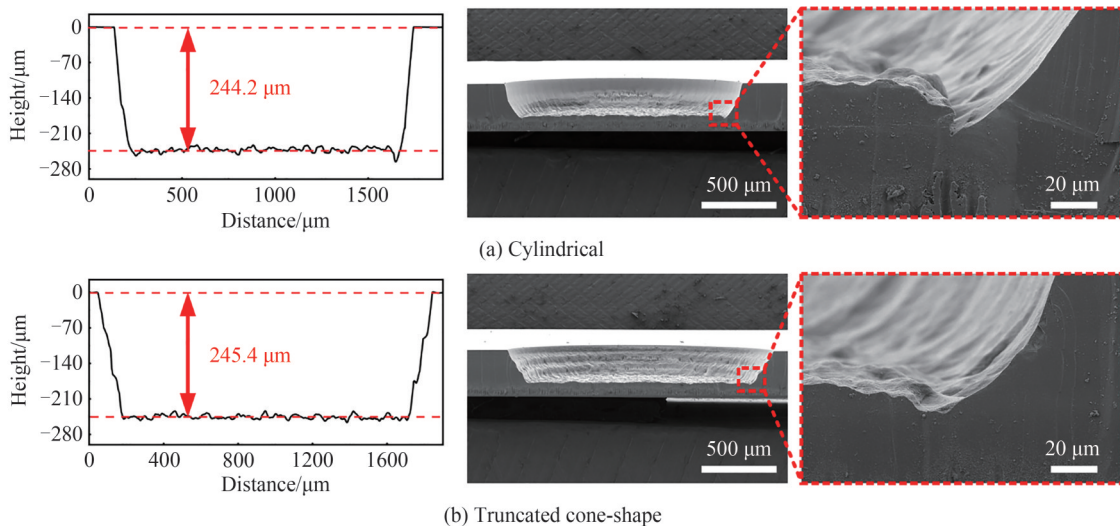 0
−70
−140
−210
−280
Height/μm
244.2 μm
0 500 1000 1500
Distance/μm
500 μm
20 μm
(a) Cylindrical
0
−70
−140
−210
−280
Height/μm
245.4 μm
0 400 800 1200 1600
Distance/μm
500 μm
20 μm
(b) Truncated cone-shape